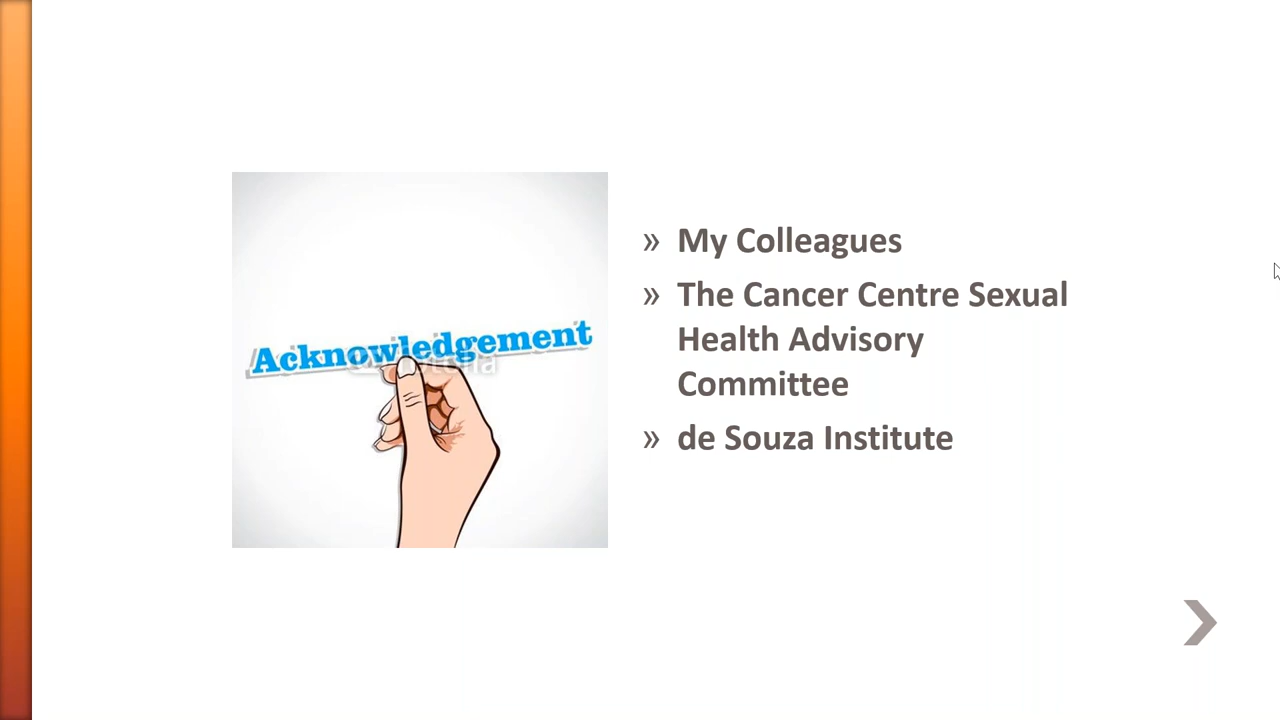 Acknowledgement
» My Colleagues
» The Cancer Centre Sexual
Health Advisory
Committee
» de Souza Institute